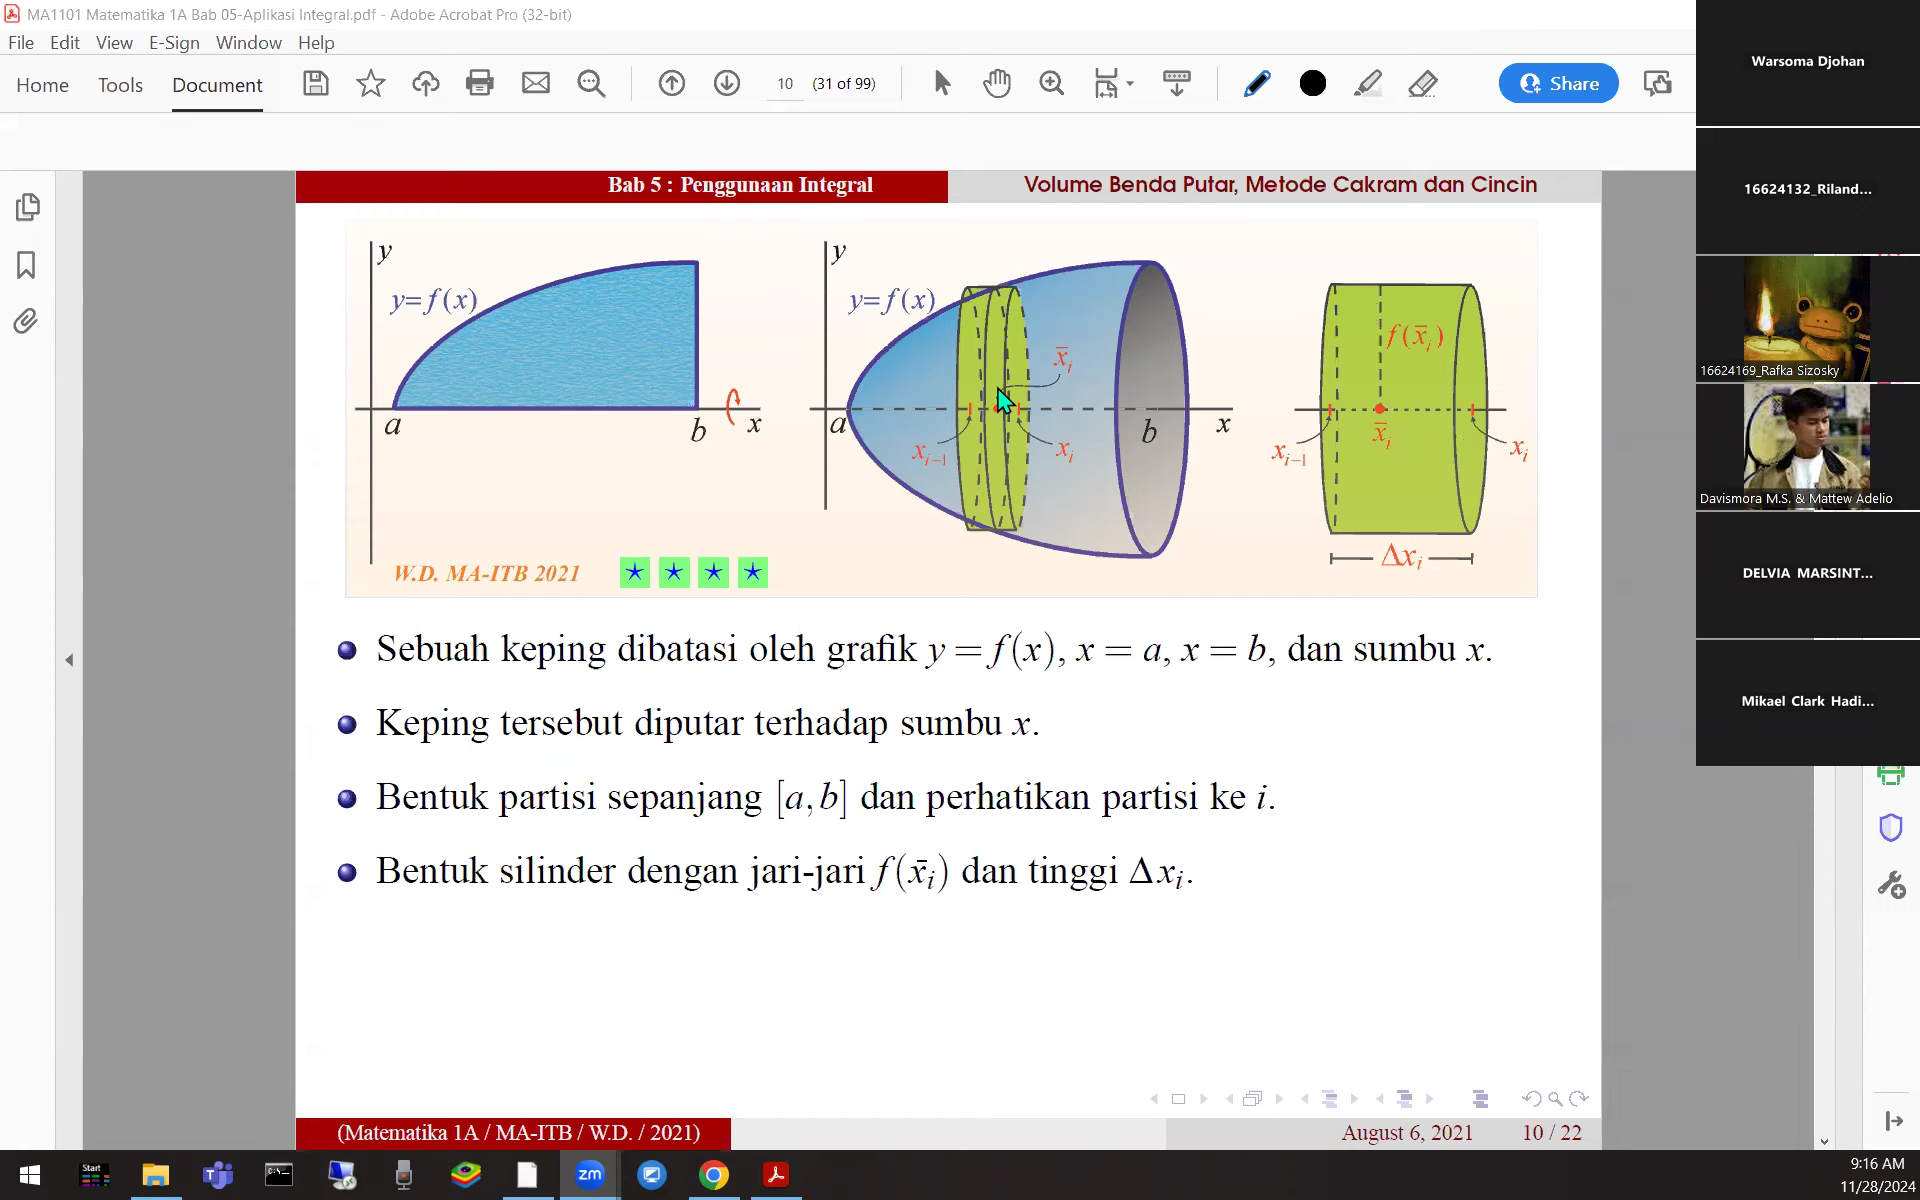 MA1101 Matematika 1A Bab 05-Aplikasi Integral.pdf - Adobe Acrobat Pro (32-bit)
File Edit View E-Sign Window Help
Home Tools Document 10 (31 of 99) Share
Bab 5 : Penggunaan Integral
Volume Benda Putar, Metode Cakram dan Cincin
y
y=f(x)
a b x
y
y=f(x)
x̄ᵢ
a b x
xᵢ₋₁ xᵢ
f(x̄ᵢ)
xᵢ₋₁ x̄ᵢ xᵢ
Δxᵢ
W.D. MA-ITB 2021
Sebuah keping dibatasi oleh grafik y = f(x), x = a, x = b, dan sumbu x.
Keping tersebut diputar terhadap sumbu x.
Bentuk partisi sepanjang [a, b] dan perhatikan partisi ke i.
Bentuk silinder dengan jari-jari f(x̄ᵢ) dan tinggi Δxᵢ.
(Matematika 1A / MA-ITB / W.D. / 2021)
August 6, 2021 10 / 22
Warsoma Djohan
16624132_Riland...
16624169_Rafka Sizosky
Davismora M.S. & Mattew Adelio
DELVIA MARSINT...
Mikael Clark Hadi...
Start
zm
9:16 AM
11/28/2024